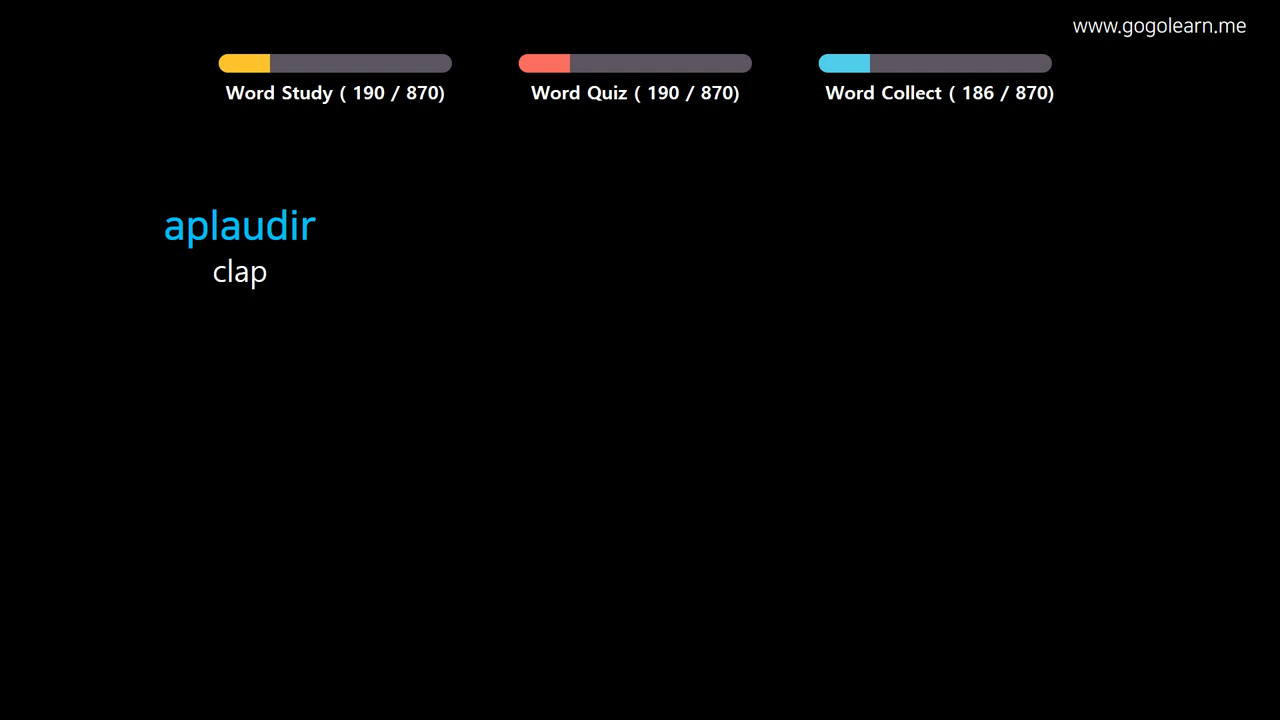 www.gogolearn.me
Word Study ( 190 / 870)
Word Quiz ( 190 / 870)
Word Collect ( 186 / 870)
aplaudir
clap